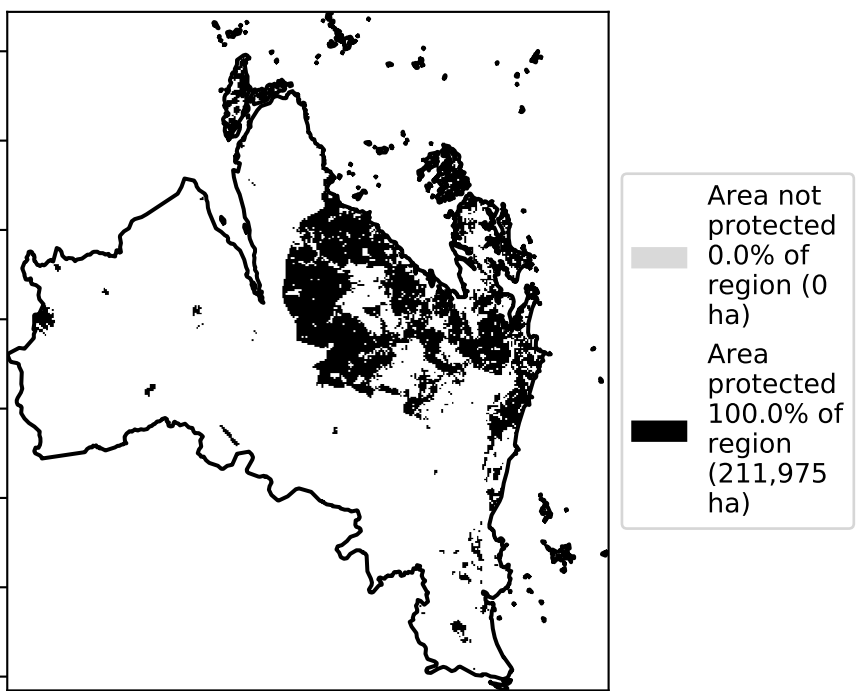 Area not
protected
0.0% of
region (0
ha)
Area
protected
100.0% of
region
(211,975
ha)